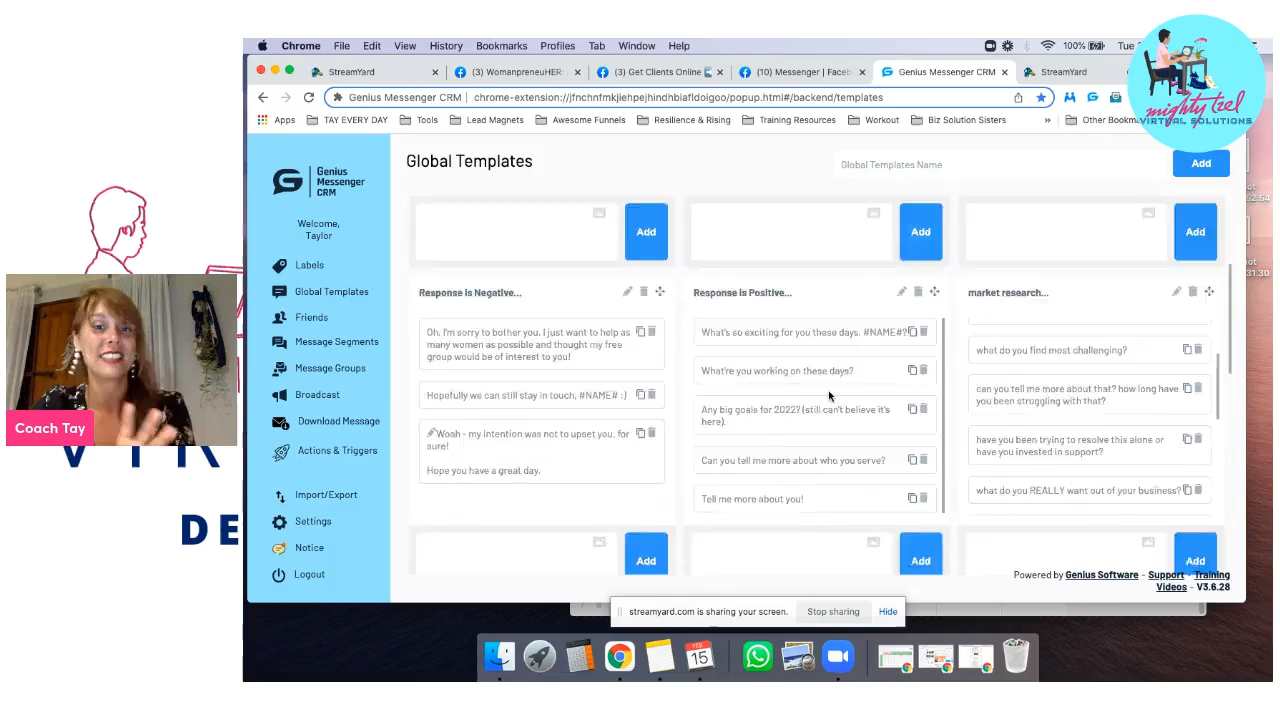 Chrome File Edit View History Bookmarks Profiles Tab Window Help
100% Tue
StreamYard
(3) WomanpreneuHER:
(3) Get Clients Online
(10) Messenger | Faceb
Genius Messenger CRM
StreamYard
Genius Messenger CRM | chrome-extension://jfnchnfmkjiehpejhindhbiafldoigoo/popup.html#/backend/templates
Apps TAY EVERY DAY Tools Lead Magnets Awesome Funnels Resilience & Rising Training Resources Workout Biz Solution Sisters » Other Bookm
mighty tzel
VIRTUAL SOLUTIONS
Genius
Messenger
CRM
Welcome,
Taylor
Labels
Global Templates
Friends
Message Segments
Message Groups
Broadcast
Download Message
Actions & Triggers
Import/Export
Settings
Notice
Logout
Global Templates
Global Templates Name
Add
Add
Add
Add
Response is Negative...
Oh, I'm sorry to bother you. I just want to help as
many women as possible and thought my free
group would be of interest to you!
Hopefully we can still stay in touch, #NAME# :)
Woah - my intention was not to upset you, for
sure!
Hope you have a great day.
Add
Response is Positive...
What's so exciting for you these days, #NAME#?
What're you working on these days?
Any big goals for 2022? (still can't believe it's
here).
Can you tell me more about who you serve?
Tell me more about you!
Add
market research...
what do you find most challenging?
can you tell me more about that? how long have
you been struggling with that?
have you been trying to resolve this alone or
have you invested in support?
what do you REALLY want out of your business?
Add
Powered by Genius Software - Support - Training
Videos - V3.6.28
streamyard.com is sharing your screen. Stop sharing Hide
Coach Tay
DE
FEB
15
52.54
31.30